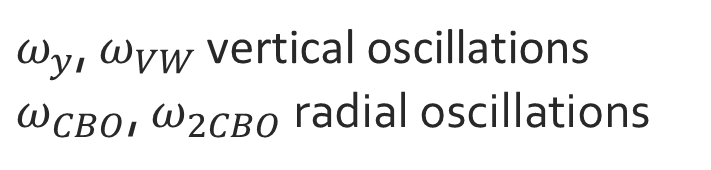 ω_y, ω_VW vertical oscillations
ω_CBO, ω_2CBO radial oscillations